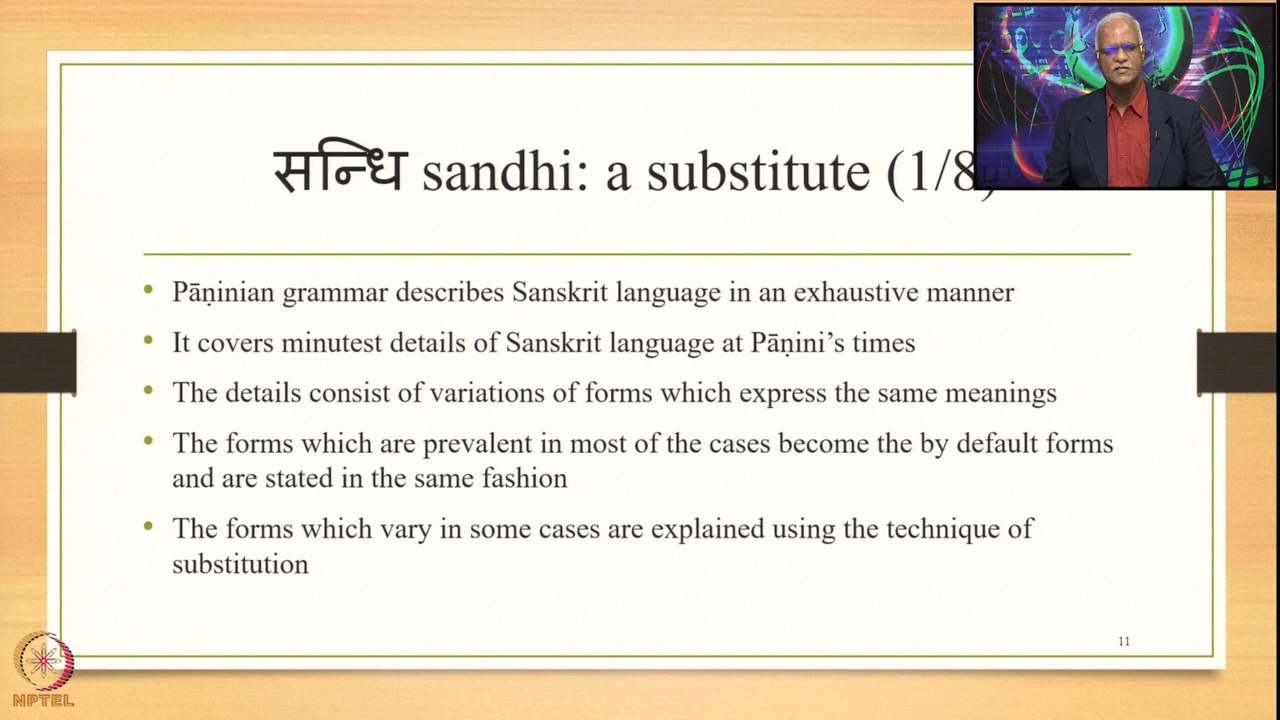 सन्धि sandhi: a substitute (1/8)
• Pāṇinian grammar describes Sanskrit language in an exhaustive manner
• It covers minutest details of Sanskrit language at Pāṇini’s times
• The details consist of variations of forms which express the same meanings
• The forms which are prevalent in most of the cases become the by default forms
and are stated in the same fashion
• The forms which vary in some cases are explained using the technique of
substitution
11
NPTEL